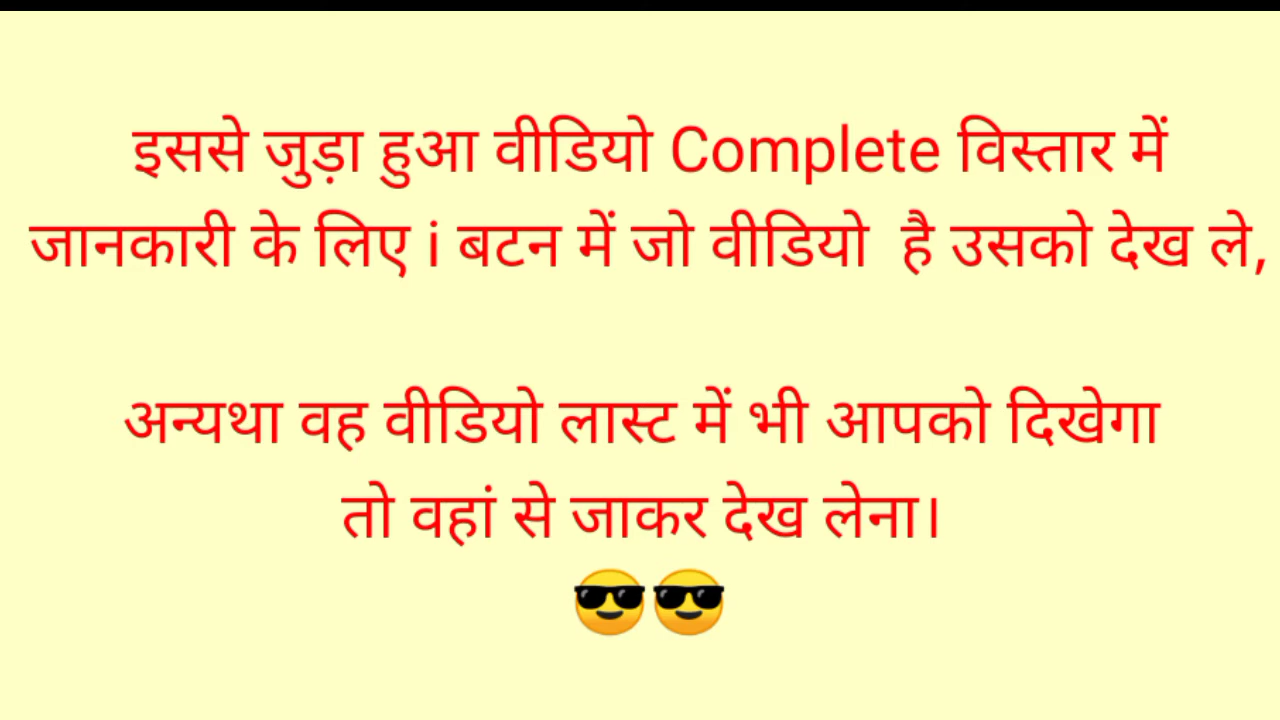 इससे जुड़ा हुआ वीडियो Complete विस्तार में
जानकारी के लिए i बटन में जो वीडियो है उसको देख ले,
अन्यथा वह वीडियो लास्ट में भी आपको दिखेगा
तो वहां से जाकर देख लेना।
😎😎